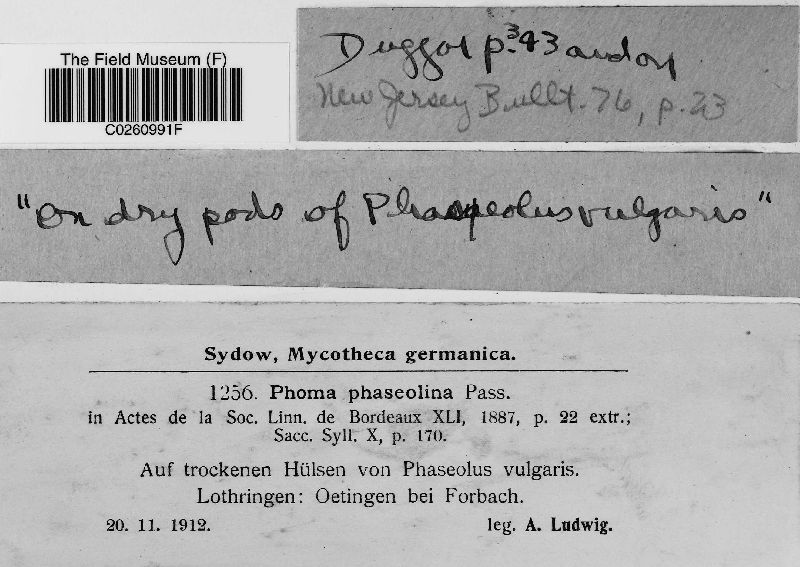 The Field Museum (F)
C0260991F
Duggar p. 343 and on
New Jersey Bullt. 76, p. 23
"On dry pods of Phaseolus vulgaris"
Sydow, Mycotheca germanica.
1256. Phoma phaseolina Pass.
in Actes de la Soc. Linn. de Bordeaux XLI, 1887, p. 22 extr.;
Sacc. Syll. X, p. 170.
Auf trockenen Hülsen von Phaseolus vulgaris.
Lothringen: Oetingen bei Forbach.
20. 11. 1912. leg. A. Ludwig.